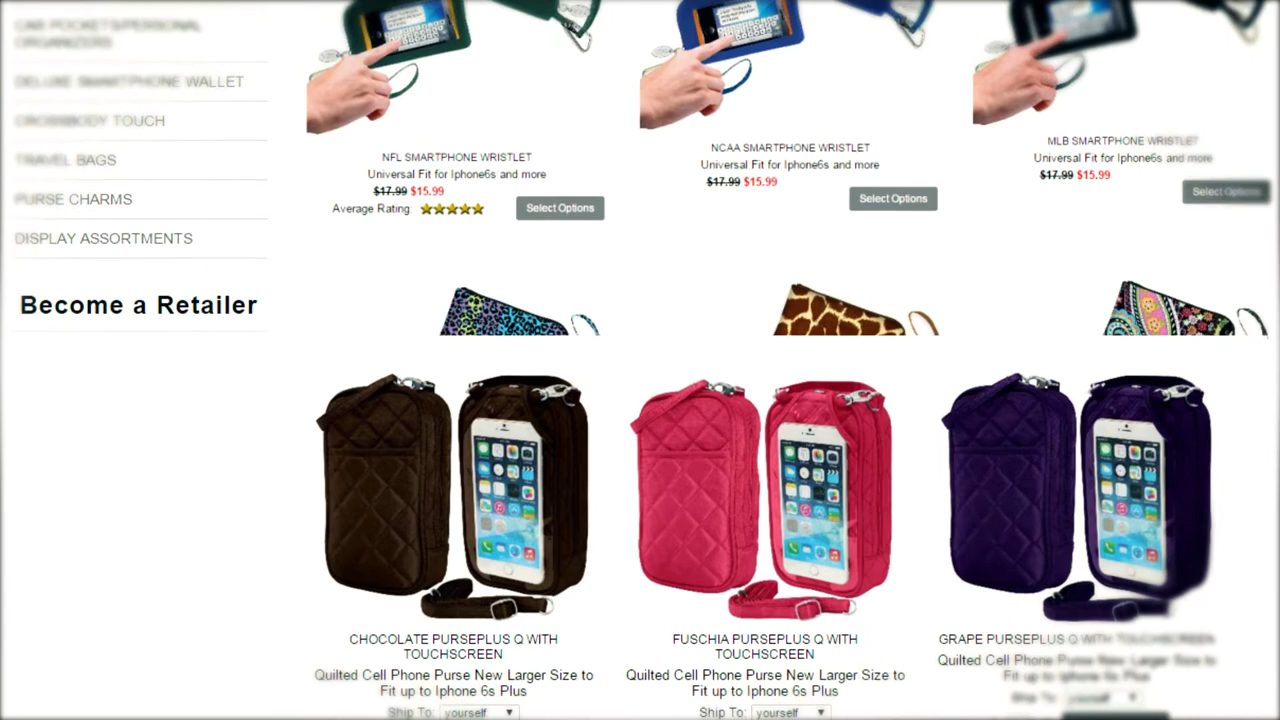 CAR POCKETS/PERSONAL
ORGANIZERS
DELUXE SMARTPHONE WALLET
CROSSBODY TOUCH
TRAVEL BAGS
PURSE CHARMS
DISPLAY ASSORTMENTS
Become a Retailer
NFL SMARTPHONE WRISTLET
Universal Fit for Iphone6s and more
$17.99 $15.99
Average Rating:
Select Options
NCAA SMARTPHONE WRISTLET
Universal Fit for Iphone6s and more
$17.99 $15.99
Select Options
MLB SMARTPHONE WRISTLET
Universal Fit for Iphone6s and more
$17.99 $15.99
Select Options
CHOCOLATE PURSEPLUS Q WITH
TOUCHSCREEN
Quilted Cell Phone Purse New Larger Size to
Fit up to Iphone 6s Plus
Ship To: yourself
FUSCHIA PURSEPLUS Q WITH
TOUCHSCREEN
Quilted Cell Phone Purse New Larger Size to
Fit up to Iphone 6s Plus
Ship To: yourself
GRAPE PURSEPLUS Q WITH TOUCHSCREEN
Quilted Cell Phone Purse New Larger Size to
Fit up to Iphone 6s Plus
Ship To: yourself